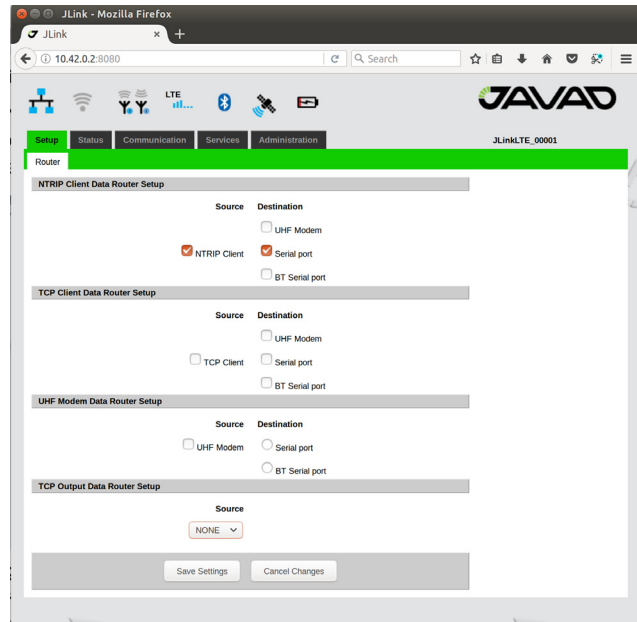 JLink - Mozilla Firefox
JLink × +
10.42.0.2:8080 Search
LTE
JAVAD
Setup Status Communication Services Administration JLinkLTE_00001
Router
NTRIP Client Data Router Setup
Source Destination
UHF Modem
NTRIP Client Serial port
BT Serial port
TCP Client Data Router Setup
Source Destination
UHF Modem
TCP Client Serial port
BT Serial port
UHF Modem Data Router Setup
Source Destination
UHF Modem Serial port
BT Serial port
TCP Output Data Router Setup
Source
NONE
Save Settings Cancel Changes